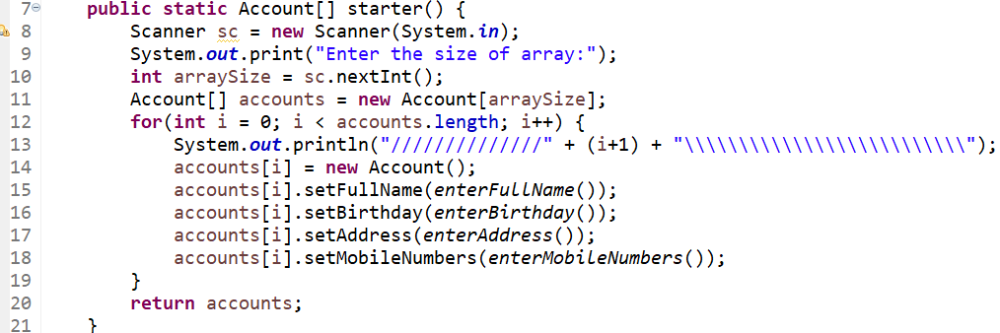 7 public static Account[] starter() {
8 Scanner sc = new Scanner(System.in);
9 System.out.print("Enter the size of array:");
10 int arraySize = sc.nextInt();
11 Account[] accounts = new Account[arraySize];
12 for(int i = 0; i < accounts.length; i++) {
13 System.out.println("//////////////" + (i+1) + "\\\\\\\\\\\\\\\\\\\\\\\\\\");
14 accounts[i] = new Account();
15 accounts[i].setFullName(enterFullName());
16 accounts[i].setBirthday(enterBirthday());
17 accounts[i].setAddress(enterAddress());
18 accounts[i].setMobileNumbers(enterMobileNumbers());
19 }
20 return accounts;
21 }